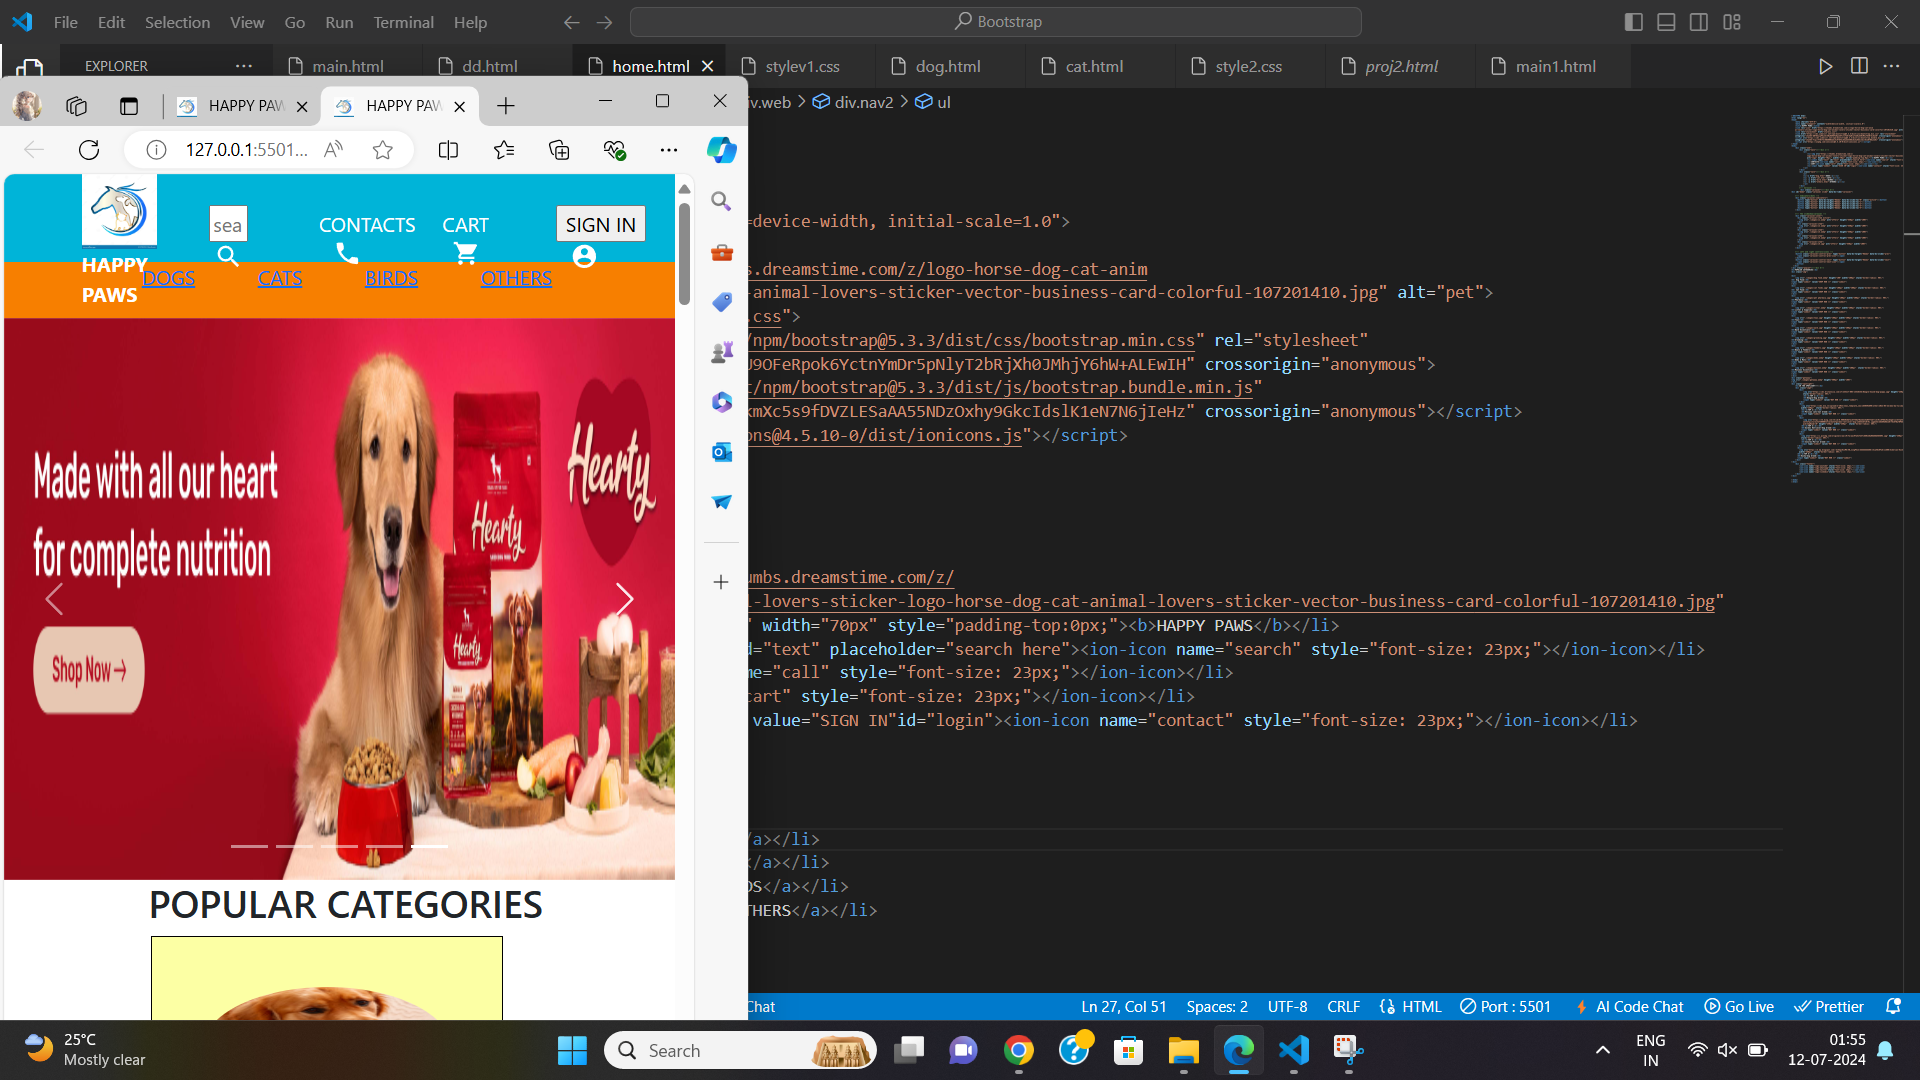 File Edit Selection View Go Run Terminal Help
Bootstrap
EXPLORER
main.html
dd.html
home.html
stylev1.css
dog.html
cat.html
style2.css
proj2.html
main1.html
HAPPY PAW
HAPPY PAW
iv.web
div.nav2
ul
127.0.0.1:5501...
HAPPY PAWS
DOGS
CATS
BIRDS
OTHERS
sea
CONTACTS
CART
SIGN IN
Made with all our heart
for complete nutrition
Shop Now
Hearty
Hearty
Hearty
Hearty
POPULAR CATEGORIES
=device-width, initial-scale=1.0">
s.dreamstime.com/z/logo-horse-dog-cat-anim
-animal-lovers-sticker-vector-business-card-colorful-107201410.jpg" alt="pet">
.css">
/npm/bootstrap@5.3.3/dist/css/bootstrap.min.css" rel="stylesheet"
J9OFeRpok6YctnYmDr5pNlyT2bRjXh0JMhjY6hW+ALEwIH" crossorigin="anonymous">
t/npm/bootstrap@5.3.3/dist/js/bootstrap.bundle.min.js"
kmXc5s9fDVZLESaAA55NDzOxhy9GkcIdslK1eN7N6jIeHz" crossorigin="anonymous"></script>
ons@4.5.10-0/dist/ionicons.js"></script>
umbs.dreamstime.com/z/
l-lovers-sticker-logo-horse-dog-cat-animal-lovers-sticker-vector-business-card-colorful-107201410.jpg"
" width="70px" style="padding-top:0px;"><b>HAPPY PAWS</b></li>
d="text" placeholder="search here"><ion-icon name="search" style="font-size: 23px;"></ion-icon></li>
me="call" style="font-size: 23px;"></ion-icon></li>
cart" style="font-size: 23px;"></ion-icon></li>
value="SIGN IN"id="login"><ion-icon name="contact" style="font-size: 23px;"></ion-icon></li>
/a></li>
</a></li>
DS</a></li>
THERS</a></li>
Chat
Ln 27, Col 51
Spaces: 2
UTF-8
CRLF
HTML
Port : 5501
AI Code Chat
Go Live
Prettier
25°C
Mostly clear
Search
ENG
IN
01:55
12-07-2024